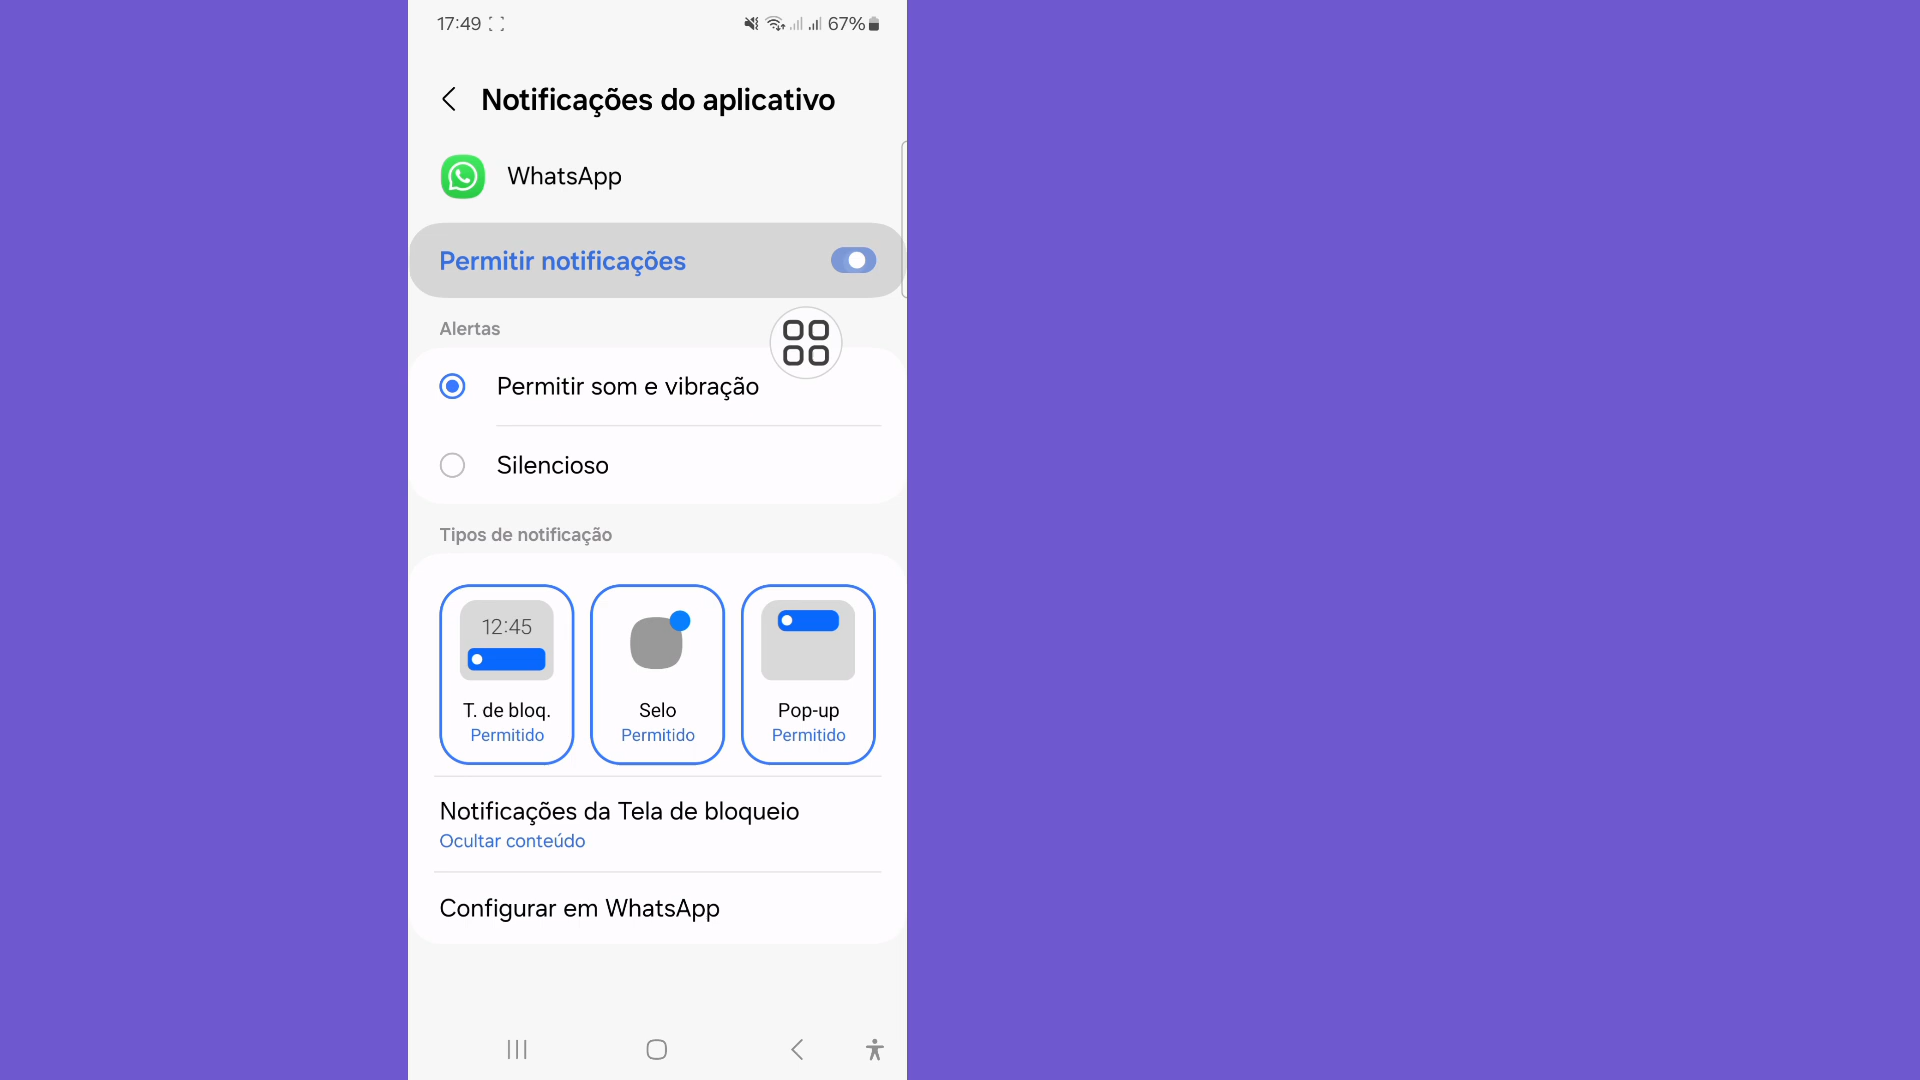 17:49 67%
Notificações do aplicativo
WhatsApp
Permitir notificações
Alertas
Permitir som e vibração
Silencioso
Tipos de notificação
12:45
T. de bloq. Selo Pop-up
Permitido Permitido Permitido
Notificações da Tela de bloqueio
Ocultar conteúdo
Configurar em WhatsApp